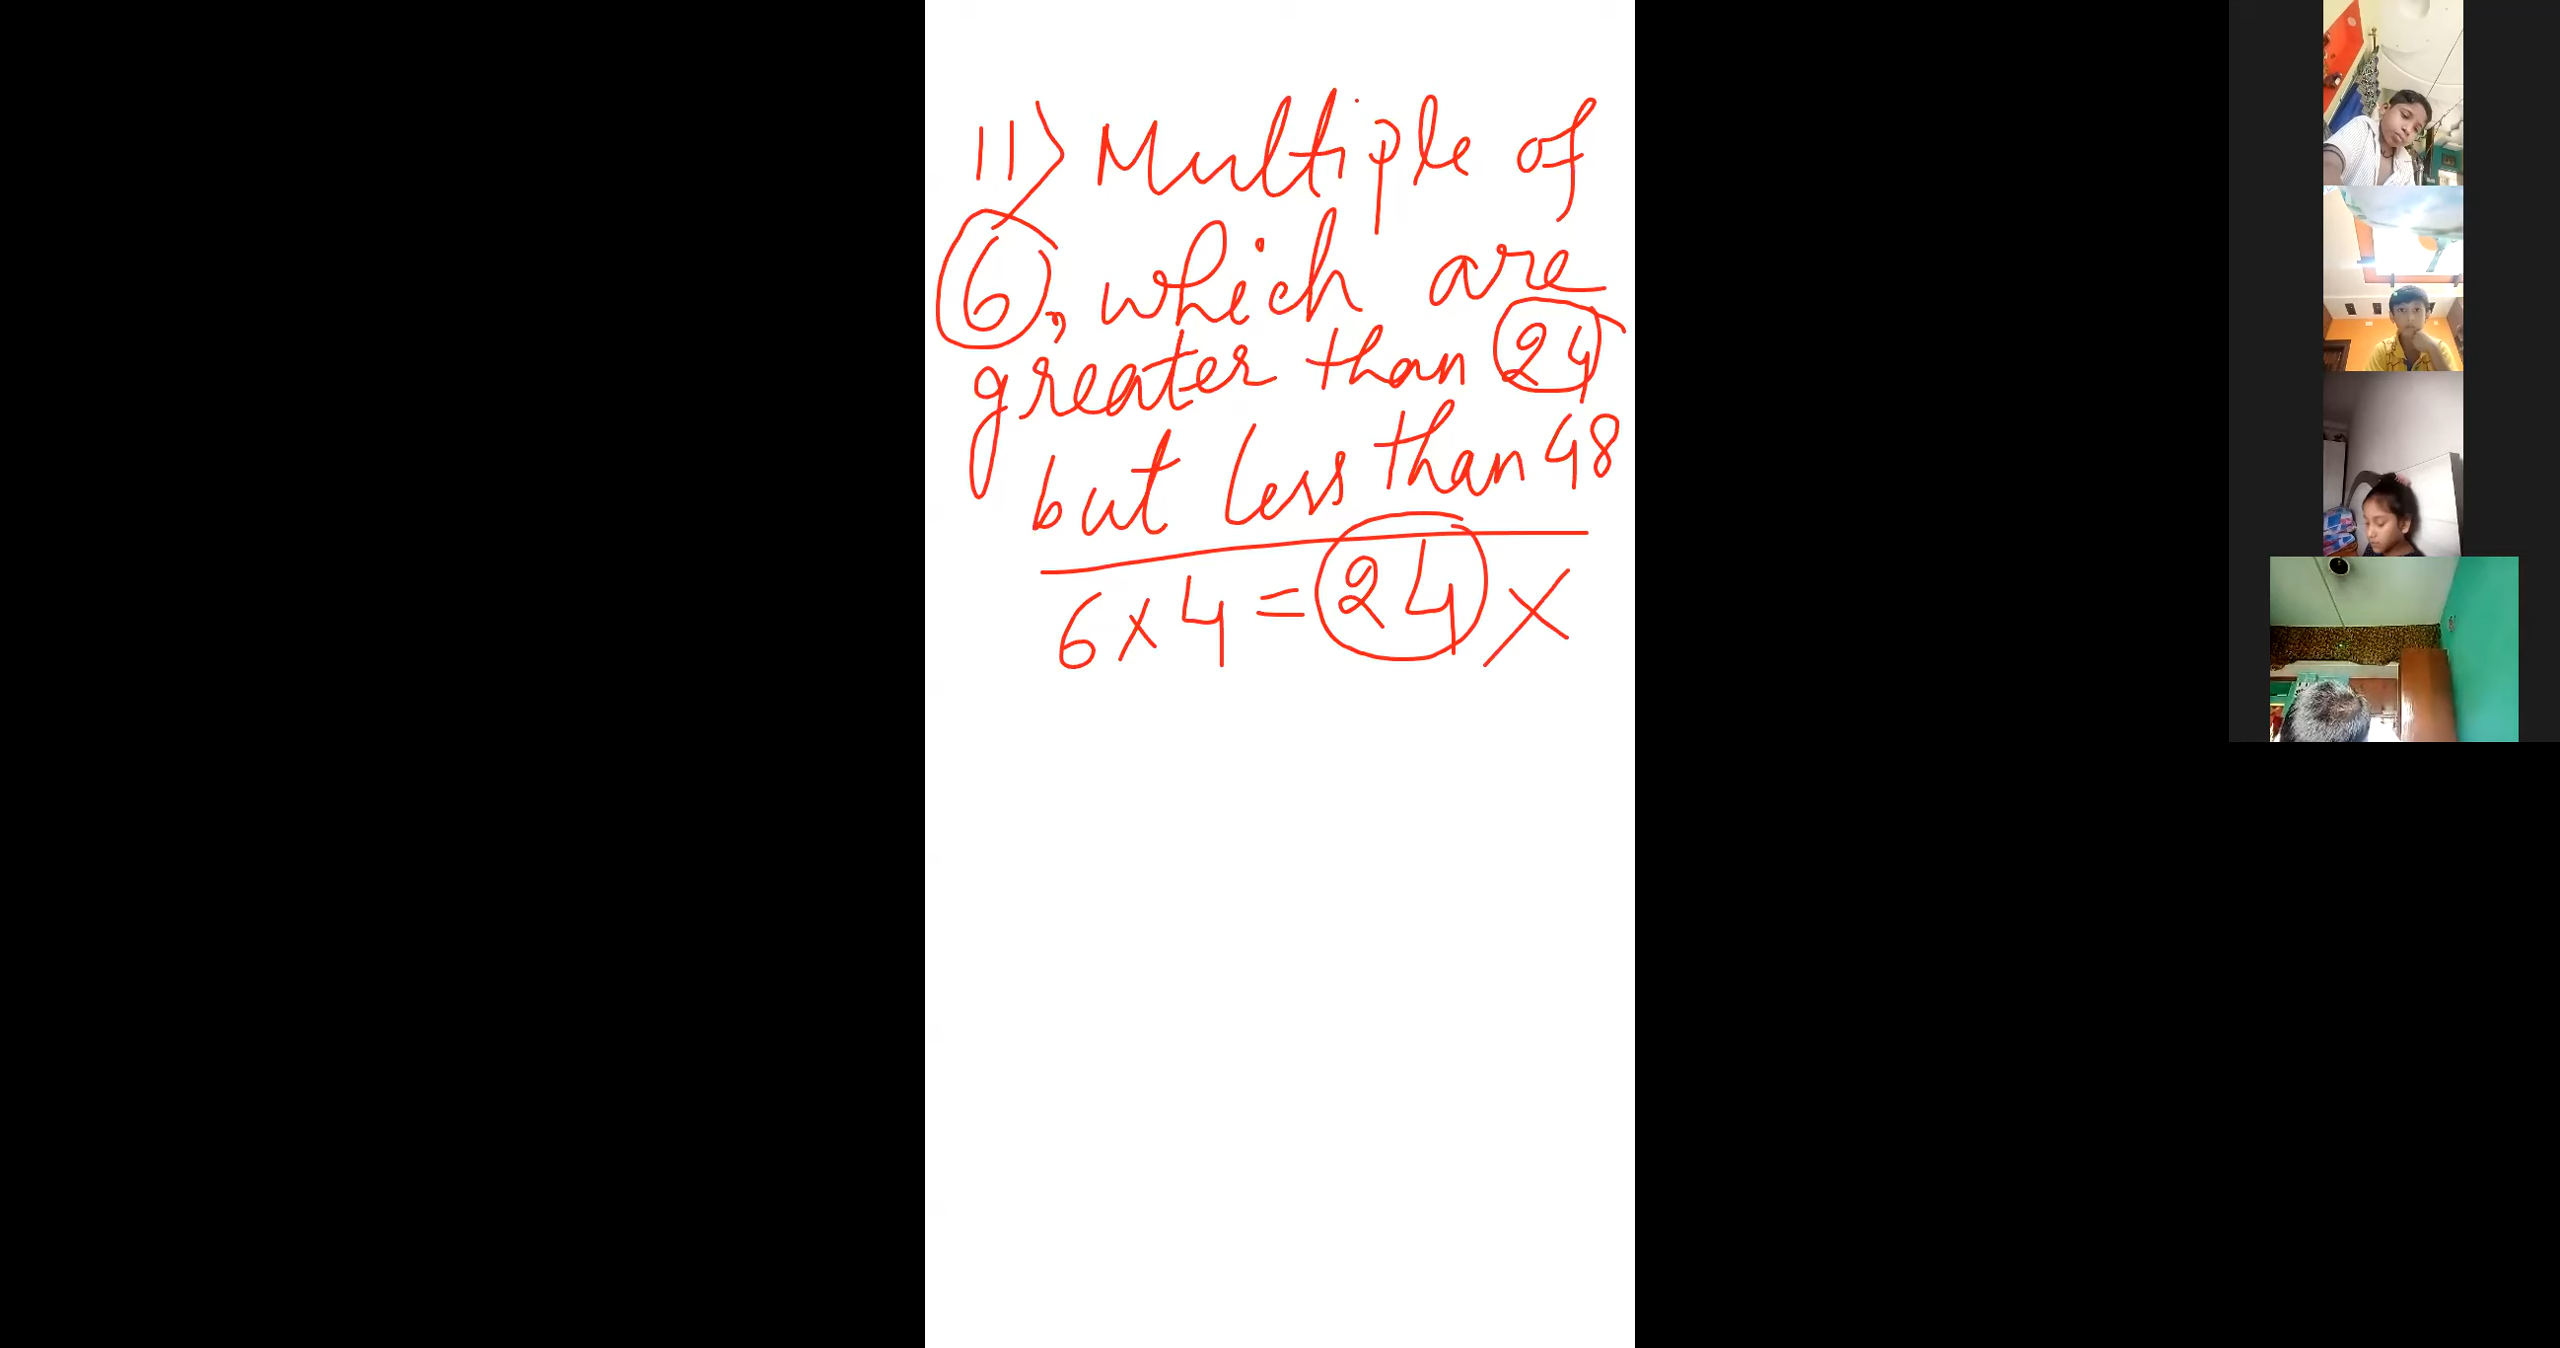 11) Multiple of
6, which are
greater than 24
but less than 48
6 x 4 = 24 X